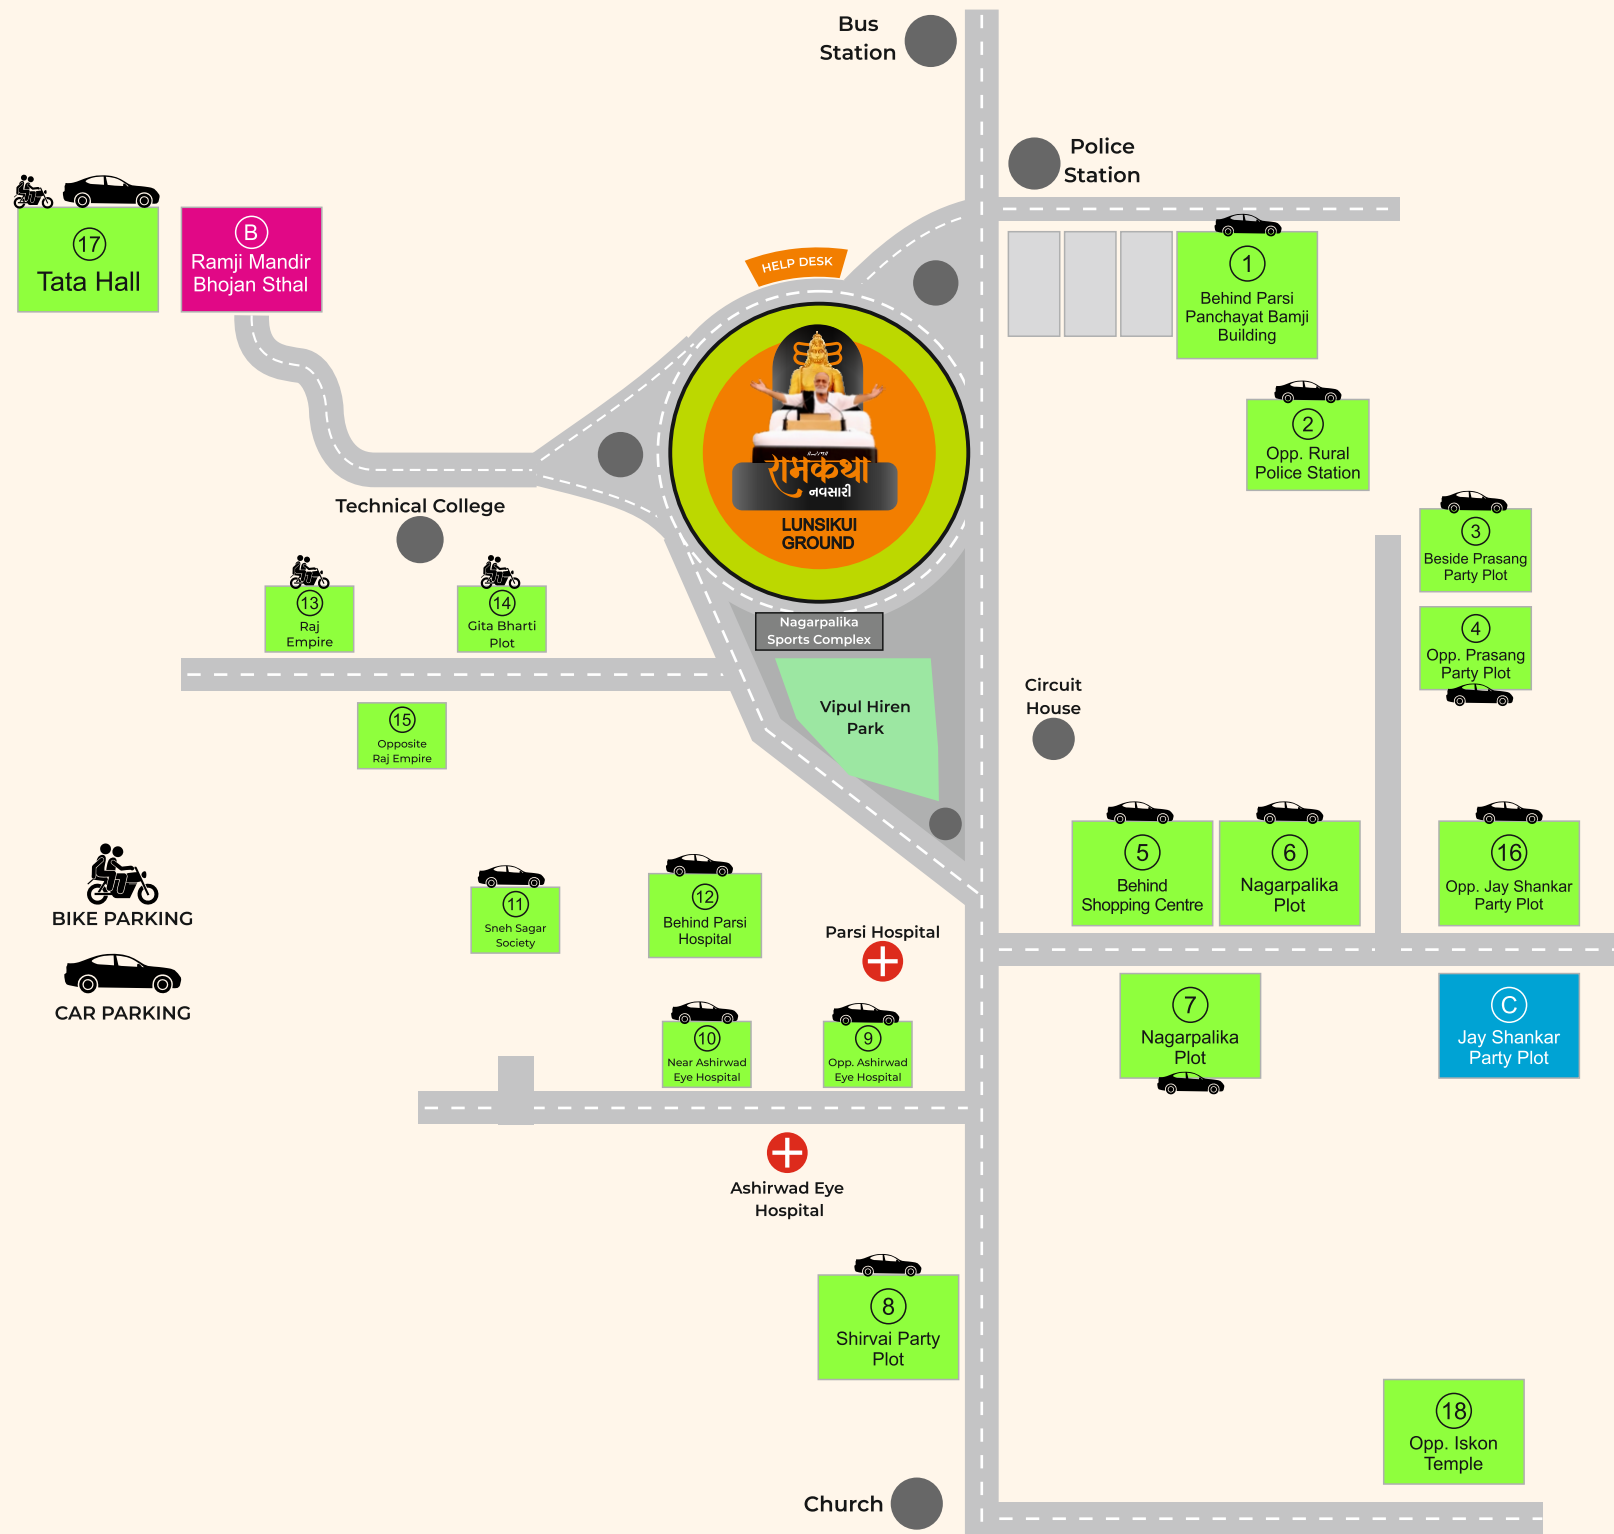 Bus
Station
Police
Station
17
Tata Hall
B
Ramji Mandir
Bhojan Sthal
HELP DESK
1
Behind Parsi
Panchayat Bamji
Building
2
Opp. Rural
Police Station
રામકથા
નવસારી
LUNSIKUI
GROUND
Technical College
3
Beside Prasang
Party Plot
13
Raj
Empire
14
Gita Bharti
Plot
Nagarpalika
Sports Complex
4
Opp. Prasang
Party Plot
Vipul Hiren
Park
Circuit
House
15
Opposite
Raj Empire
5
Behind
Shopping Centre
6
Nagarpalika
Plot
16
Opp. Jay Shankar
Party Plot
BIKE PARKING
11
Sneh Sagar
Society
12
Behind Parsi
Hospital
Parsi Hospital
CAR PARKING
10
Near Ashirwad
Eye Hospital
9
Opp. Ashirwad
Eye Hospital
7
Nagarpalika
Plot
C
Jay Shankar
Party Plot
Ashirwad Eye
Hospital
8
Shirvai Party
Plot
18
Opp. Iskon
Temple
Church